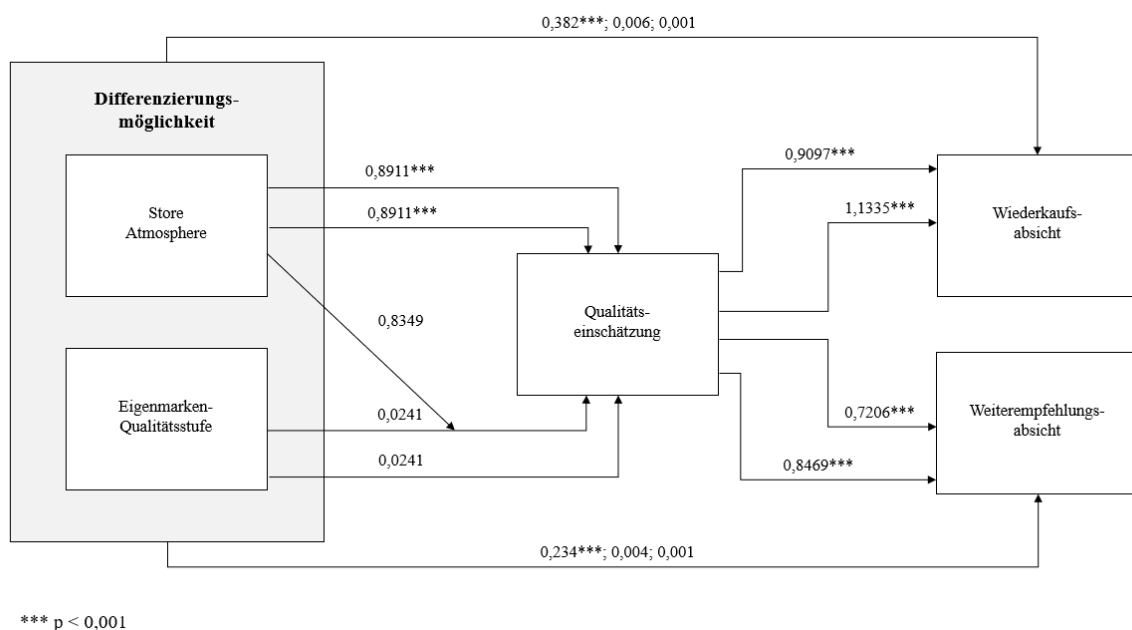 0,382***; 0,006; 0,001
Differenzierungs-
möglichkeit
Store
Atmosphere
0,8911***
0,8911***
0,8349
Eigenmarken-
Qualitätsstufe
0,0241
0,0241
Qualitäts-
einschätzung
0,9097***
1,1335***
Wiederkaufs-
absicht
0,7206***
0,8469***
Weiterempfehlungs-
absicht
0,234***; 0,004; 0,001
*** p < 0,001